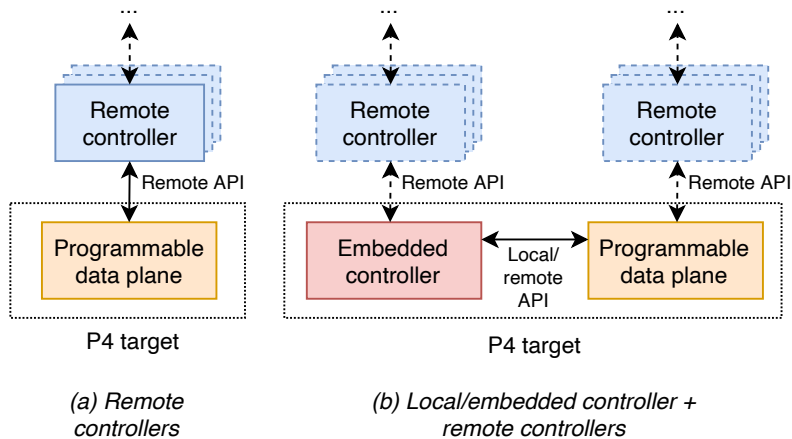 ...
Remote
controller
Remote API
Programmable
data plane
P4 target
(a) Remote
controllers
...
Remote
controller
Remote API
...
Remote
controller
Remote API
Embedded
controller
Local/
remote
API
Programmable
data plane
P4 target
(b) Local/embedded controller +
remote controllers